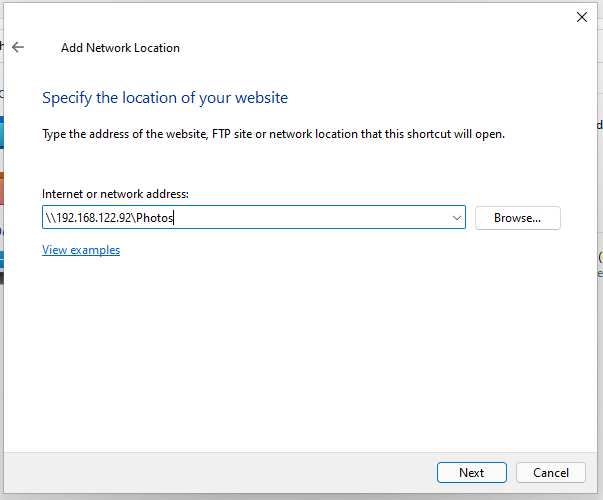 Add Network Location
Specify the location of your website
Type the address of the website, FTP site or network location that this shortcut will open.
Internet or network address:
\\192.168.122.92\Photos
Browse...
View examples
Next
Cancel